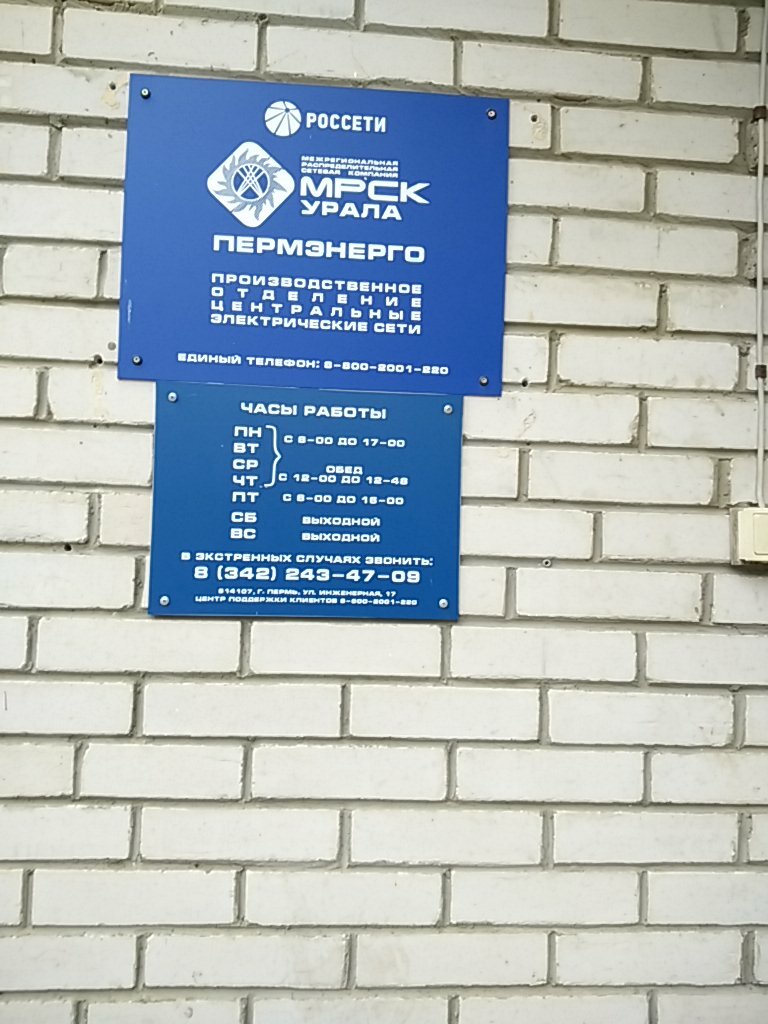 РОССЕТИ
МЕЖРЕГИОНАЛЬНАЯ
РАСПРЕДЕЛИТЕЛЬНАЯ
СЕТЕВАЯ КОМПАНИЯ
МРСК
УРАЛА
ПЕРМЭНЕРГО
ПРОИЗВОДСТВЕННОЕ
ОТДЕЛЕНИЕ
ЦЕНТРАЛЬНЫЕ
ЭЛЕКТРИЧЕСКИЕ СЕТИ
ЕДИНЫЙ ТЕЛЕФОН: 8-800-2001-220
ЧАСЫ РАБОТЫ
ПН
ВТ
СР
ЧТ
С 8-00 ДО 17-00
ОБЕД
С 12-00 ДО 12-48
ПТ С 8-00 ДО 16-00
СБ ВЫХОДНОЙ
ВС ВЫХОДНОЙ
В ЭКСТРЕННЫХ СЛУЧАЯХ ЗВОНИТЬ:
8 (342) 243-47-09
614107, Г. ПЕРМЬ, УЛ. ИНЖЕНЕРНАЯ, 17
ЦЕНТР ПОДДЕРЖКИ КЛИЕНТОВ 8-800-2001-220